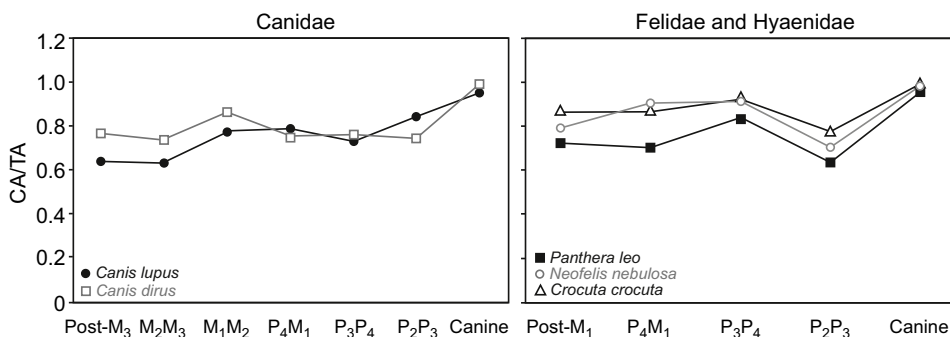 Canidae
Felidae and Hyaenidae
CA/TA
1.2
1.0
0.8
0.6
0.4
0.2
0
Canis lupus
Canis dirus
Panthera leo
Neofelis nebulosa
Crocuta crocuta
Post-M₃ M₂M₃ M₁M₂ P₄M₁ P₃P₄ P₂P₃ Canine
Post-M₁ P₄M₁ P₃P₄ P₂P₃ Canine